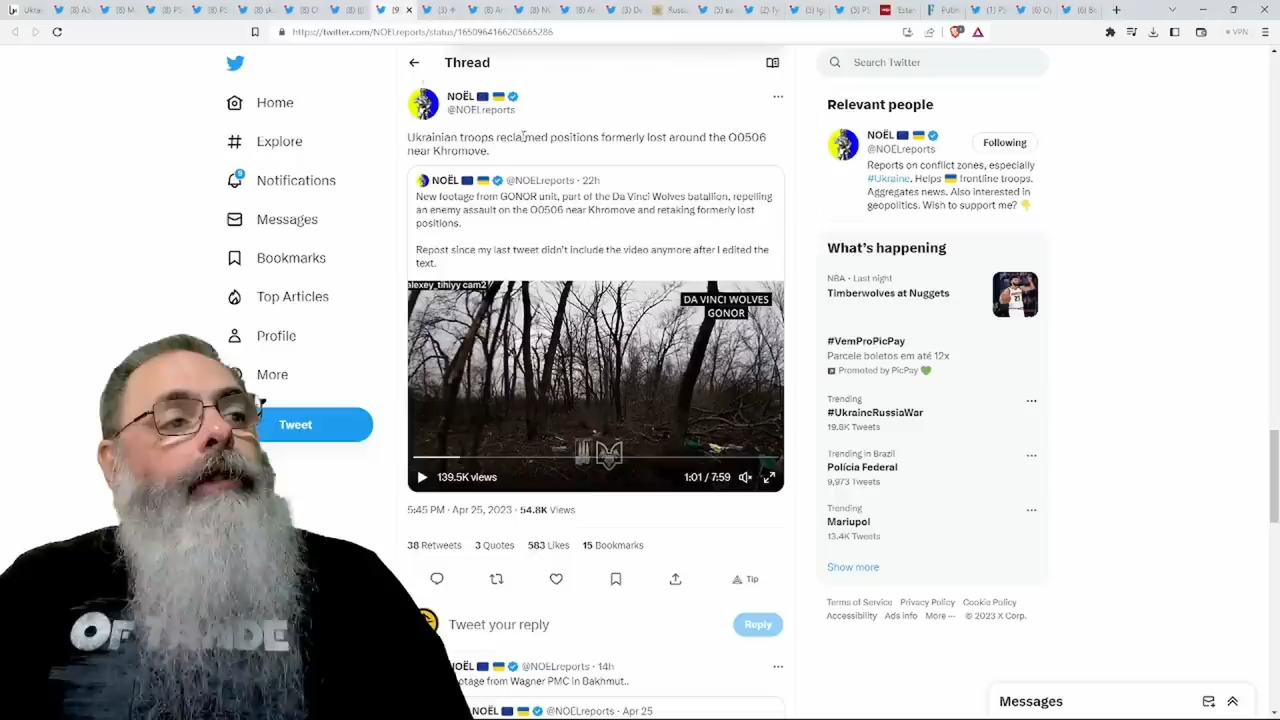 https://twitter.com/NOELreports/status/1650964166205665286
VPN
Home
Explore
9
Notifications
Messages
Bookmarks
Top Articles
Profile
More
Tweet
Thread
NOËL
@NOELreports
Ukrainian troops reclaimed positions formerly lost around the O0506
near Khromove.
NOËL @NOELreports · 22h
New footage from GONOR unit, part of the Da Vinci Wolves batallion, repelling
an enemy assault on the O0506 near Khromove and retaking formerly lost
positions.
Repost since my last tweet didn't include the video anymore after I edited the
text.
alexey_tihiyy cam2
DA VINCI WOLVES
GONOR
139.5K views
1:01 / 7:59
5:45 PM · Apr 25, 2023 · 54.8K Views
38 Retweets 3 Quotes 583 Likes 15 Bookmarks
Tip
Tweet your reply
Reply
NOËL @NOELreports · 14h
otage from Wagner PMC in Bakhmut..
NOËL @NOELreports · Apr 25
Search Twitter
Relevant people
NOËL
@NOELreports
Following
Reports on conflict zones, especially
#Ukraine. Helps frontline troops.
Aggregates news. Also interested in
geopolitics. Wish to support me?
What's happening
NBA · Last night
Timberwolves at Nuggets
#VemProPicPay
Parcele boletos em até 12x
Promoted by PicPay
Trending
#UkraineRussiaWar
19.8K Tweets
Trending in Brazil
Polícia Federal
9,973 Tweets
Trending
Mariupol
13.4K Tweets
Show more
Terms of Service Privacy Policy Cookie Policy
Accessibility Ads info More ··· © 2023 X Corp.
Messages